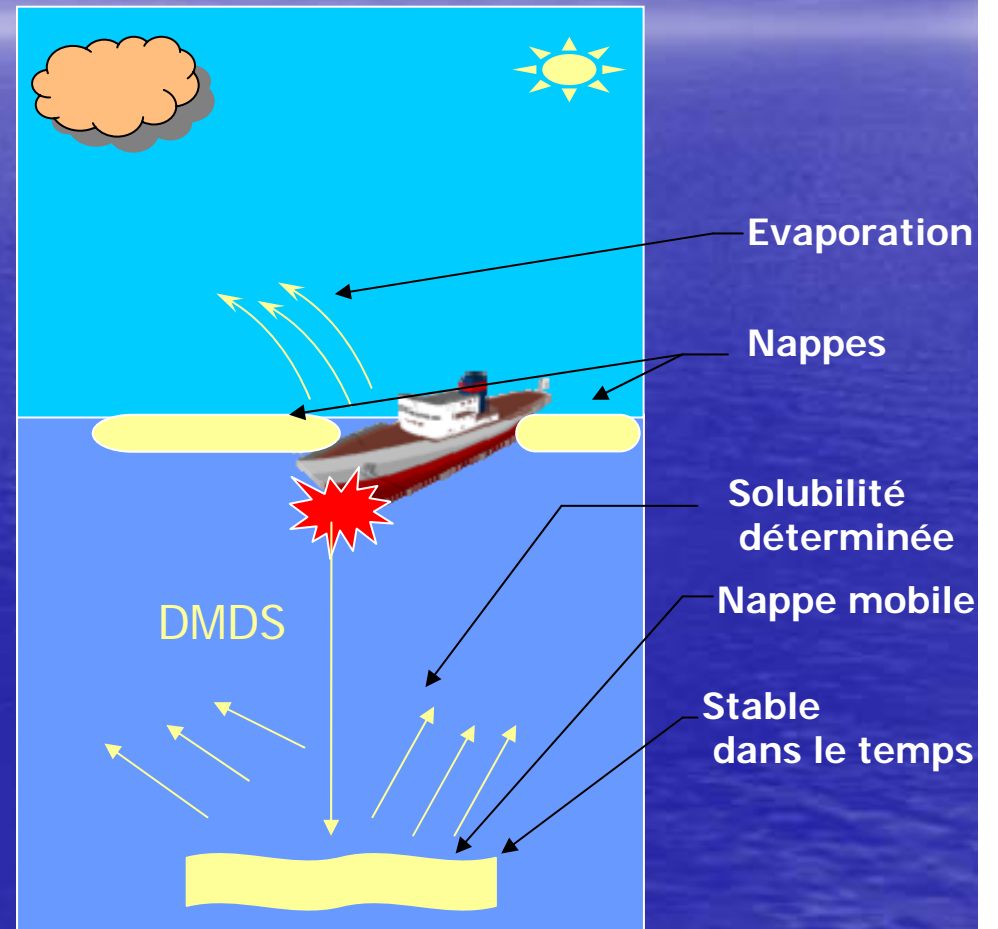 Evaporation
Nappes
Solubilité
déterminée
DMDS
Nappe mobile
Stable
dans le temps